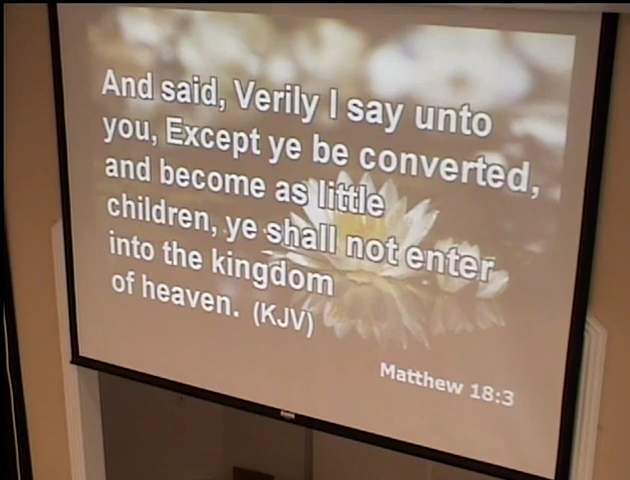 And said, Verily I say unto
you, Except ye be converted,
and become as little
children, ye shall not enter
into the kingdom
of heaven. (KJV)
Matthew 18:3